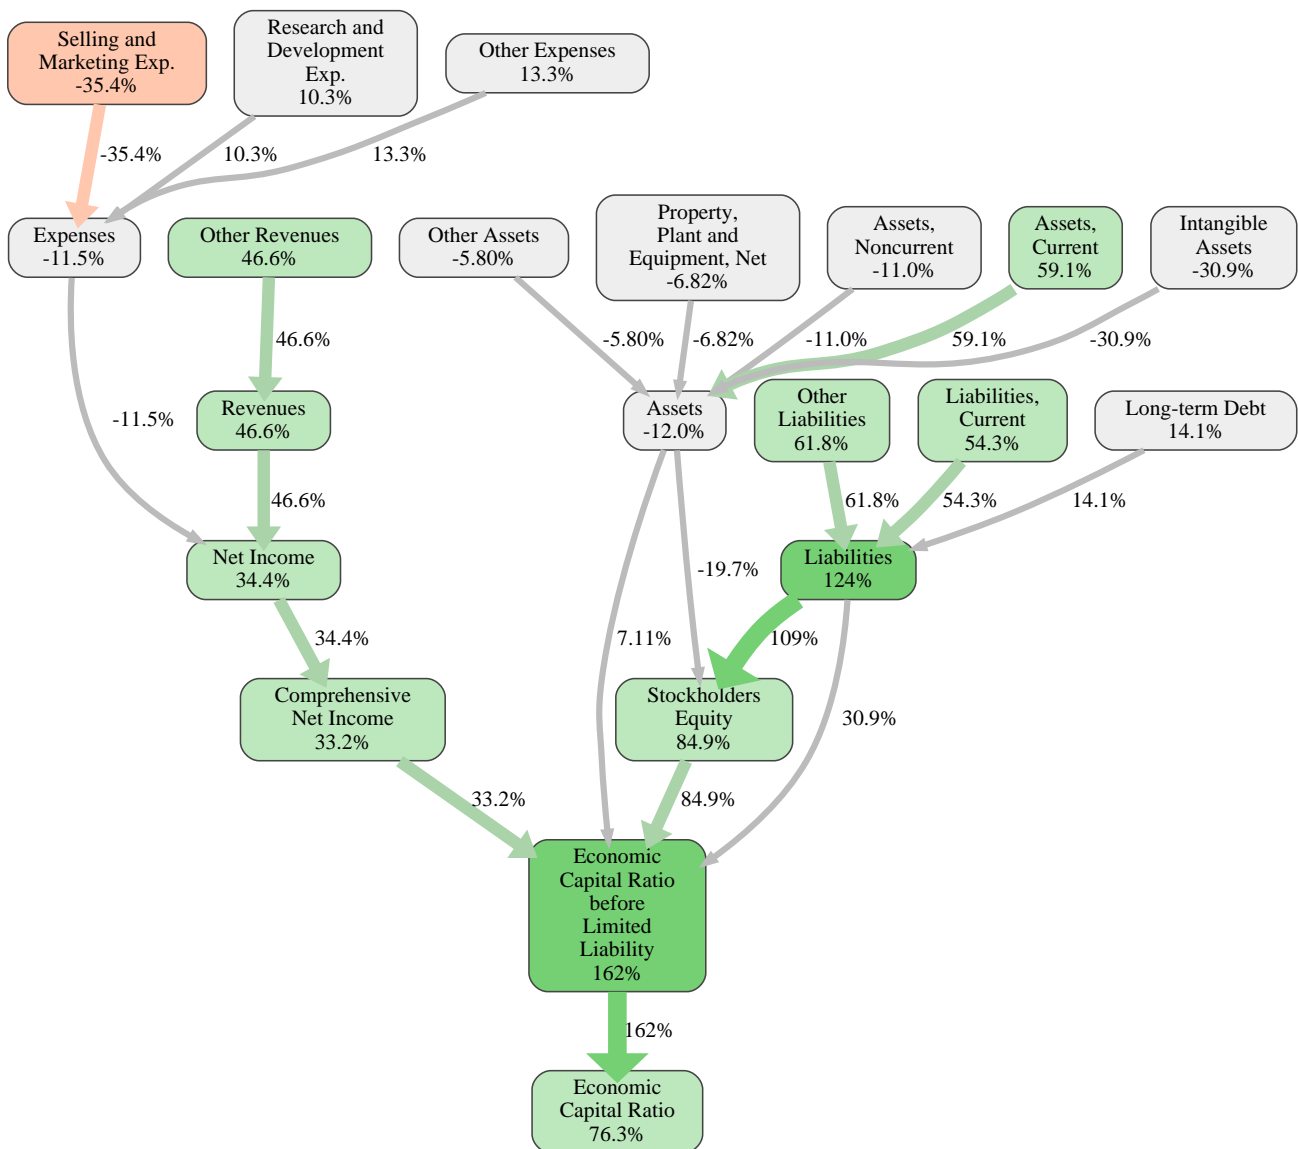 Selling and
Marketing Exp.
-35.4%
Research and
Development
Exp.
10.3%
Other Expenses
13.3%
-35.4%
10.3%
13.3%
Expenses
-11.5%
Other Revenues
46.6%
Other Assets
-5.80%
Property,
Plant and
Equipment, Net
-6.82%
Assets,
Noncurrent
-11.0%
Assets,
Current
59.1%
Intangible
Assets
-30.9%
46.6%
-5.80%
-6.82%
-11.0%
59.1%
-30.9%
-11.5%
Revenues
46.6%
Assets
-12.0%
Other
Liabilities
61.8%
Liabilities,
Current
54.3%
Long-term Debt
14.1%
46.6%
61.8%
54.3%
14.1%
Net Income
34.4%
-19.7%
Liabilities
124%
34.4%
7.11%
109%
Comprehensive
Net Income
33.2%
Stockholders
Equity
84.9%
30.9%
33.2%
84.9%
Economic
Capital Ratio
before
Limited
Liability
162%
162%
Economic
Capital Ratio
76.3%